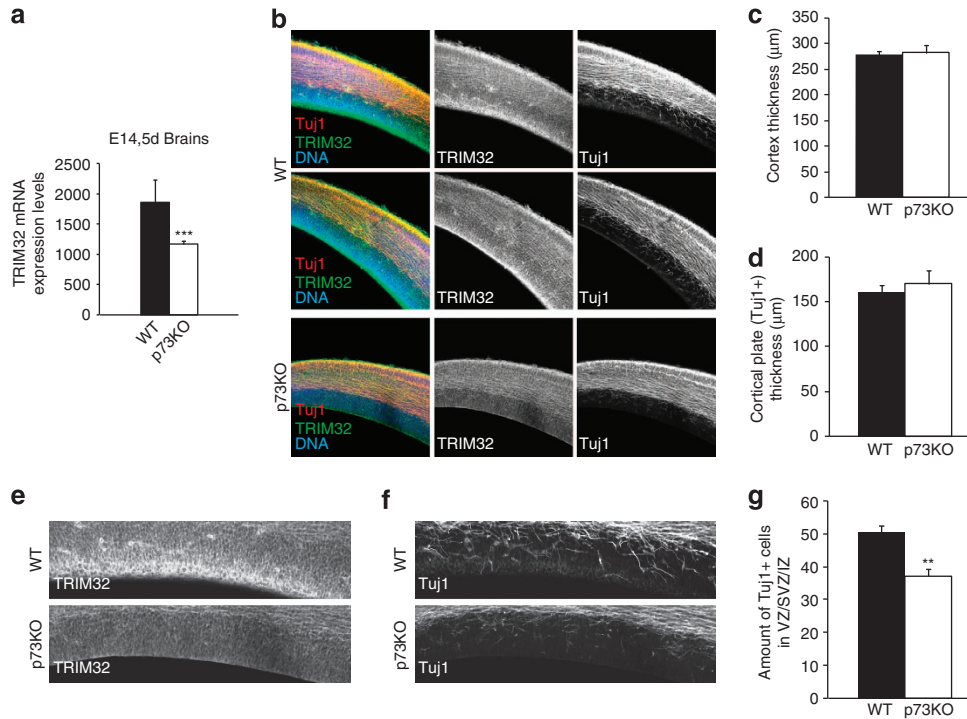 a
E14,5d Brains
TRIM32 mRNA
expression levels
2500
2000
1500
1000
500
0
***
WT
p73KO
b
WT
Tuj1
TRIM32
DNA
TRIM32
Tuj1
Tuj1
TRIM32
DNA
TRIM32
Tuj1
p73KO
Tuj1
TRIM32
DNA
TRIM32
Tuj1
c
Cortex thickness (μm)
350
300
250
200
150
100
50
0
WT p73KO
d
Cortical plate (Tuj1+)
thickness (μm)
200
150
100
50
0
WT p73KO
e
WT
TRIM32
p73KO
TRIM32
f
WT
Tuj1
p73KO
Tuj1
g
Amount of Tuj1+ cells
in VZ/SVZ/IZ
60
50
40
30
20
10
0
**
WT p73KO